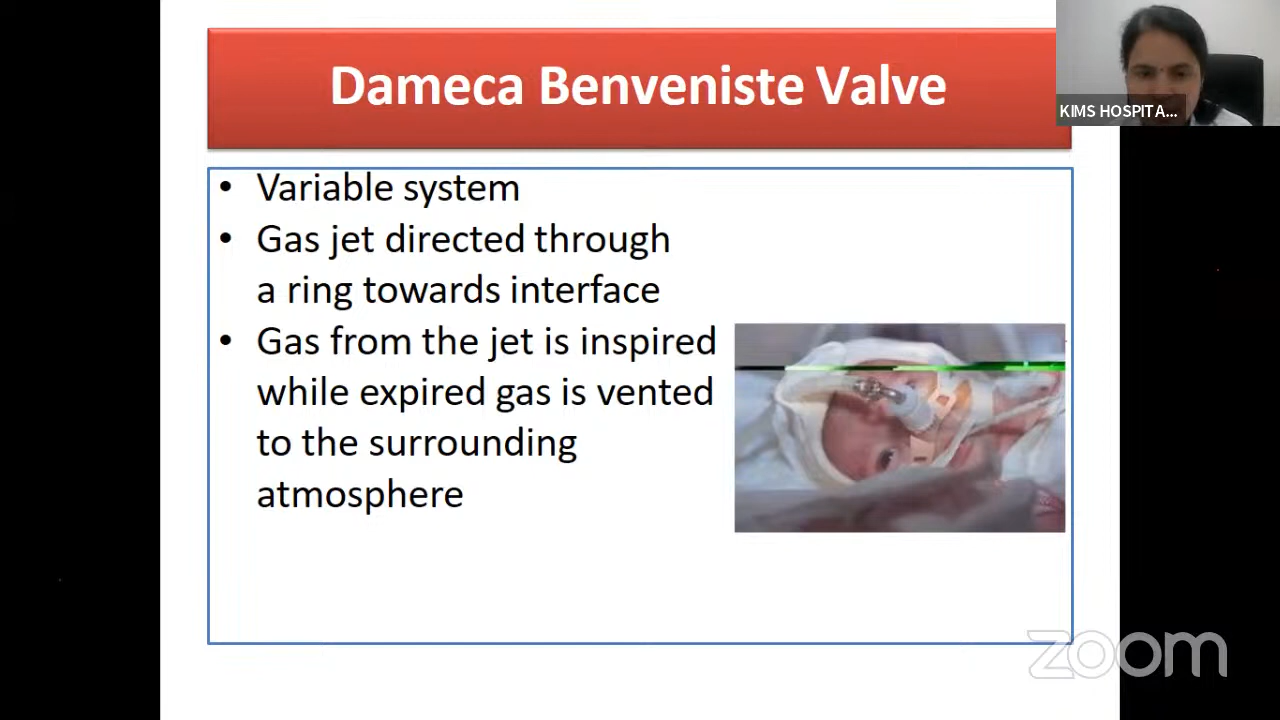 Dameca Benveniste Valve
KIMS HOSPITA...
• Variable system
• Gas jet directed through
a ring towards interface
• Gas from the jet is inspired
while expired gas is vented
to the surrounding
atmosphere
zoom